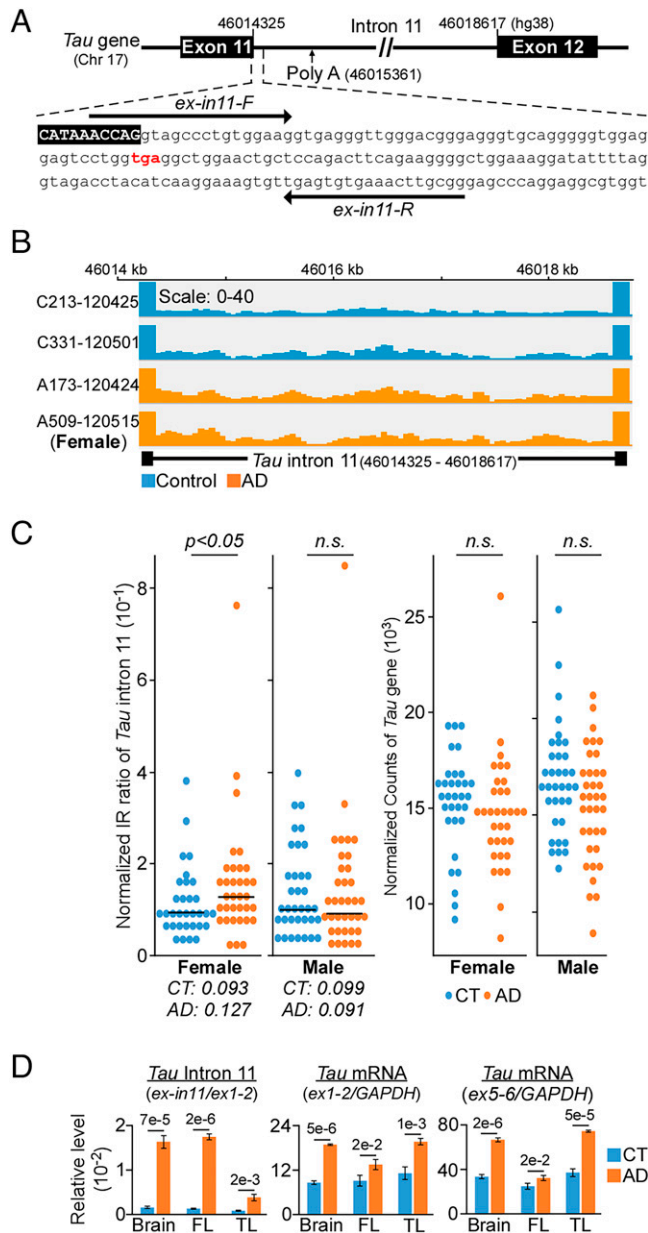 A
46014325
Intron 11
46018617 (hg38)
Tau gene
(Chr 17)
Exon 11
//
Exon 12
Poly A (46015361)
ex-in11-F
CATAAACCAGgtagccctgtggaaggtgagggttgggacgggagggtgcagggggtggag
gagtcctggtgaggctggaactgctccagacttcagaaggggctggaaaggatattttag
gtagacctacatcaaggaaagtgttgagtgtgaaacttgcgggagcccaggaggcgtggt
ex-in11-R
B
46014 kb
46016 kb
46018 kb
C213-120425
Scale: 0-40
C331-120501
A173-120424
A509-120515
(Female)
Tau intron 11(46014325 - 46018617)
Control
AD
C
p<0.05
n.s.
n.s.
n.s.
Normalized IR ratio of Tau intron 11 (10-1)
8
4
2
1
0
Female
Male
CT: 0.093
CT: 0.099
AD: 0.127
AD: 0.091
Normalized Counts of Tau gene (103)
25
20
15
10
Female
Male
CT
AD
D
Tau Intron 11
(ex-in11/ex1-2)
Tau mRNA
(ex1-2/GAPDH)
Tau mRNA
(ex5-6/GAPDH)
Relative level
(10-2)
2
1
0
7e-5
2e-6
2e-3
Brain
FL
TL
24
12
0
5e-6
2e-2
1e-3
Brain
FL
TL
80
40
0
2e-6
2e-2
5e-5
Brain
FL
TL
CT
AD